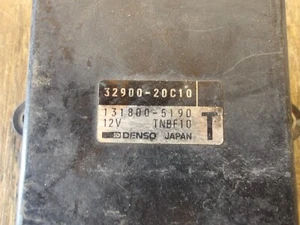 32900-20C10
131800-5190
12V TNBF10 T
DENSO JAPAN